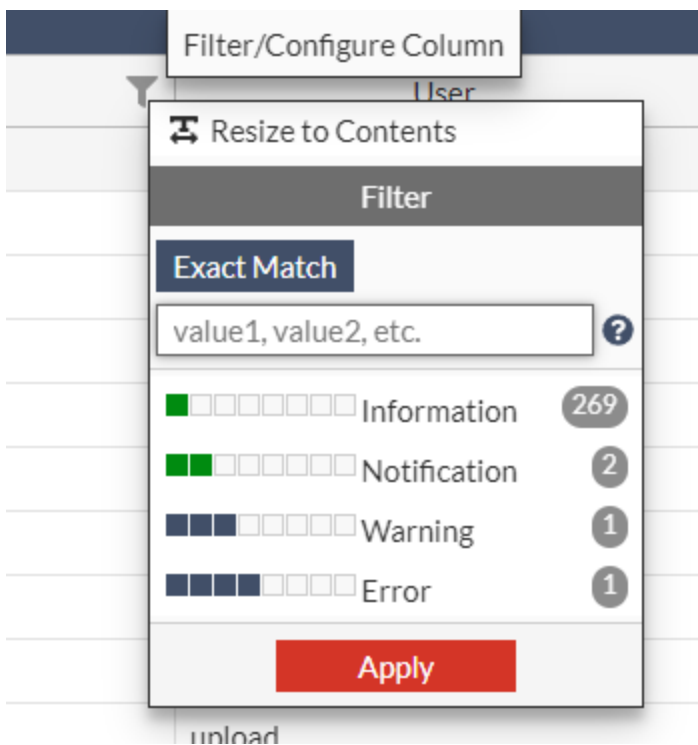 Filter/Configure Column
User
Resize to Contents
Filter
Exact Match
value1, value2, etc.
Information 269
Notification 2
Warning 1
Error 1
Apply
upload